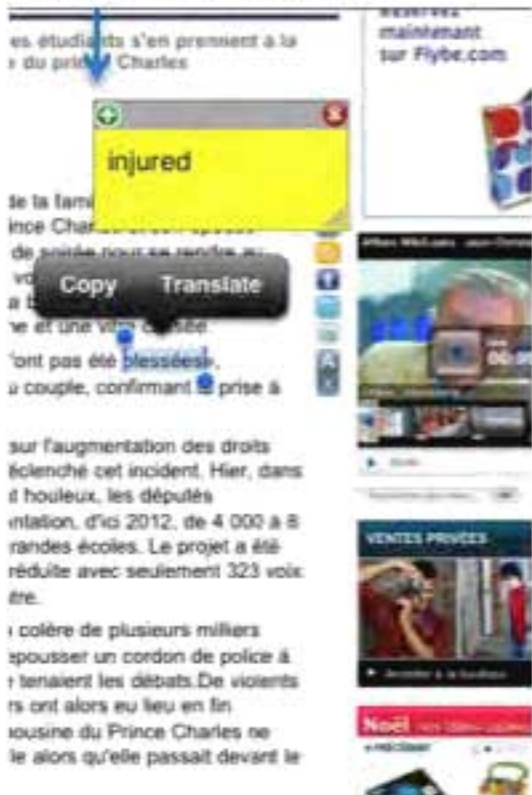 es étudiants s'en prennent à la
du prince Charles
Réservez
maintenant
sur Flybe.com
injured
de la fami
ince Char
de soirée pour se rendre au
Copy Translate
ne et une vitre
'ont pas été blessées»,
u couple, confirmant la prise à
sur l'augmentation des droits
éclenché cet incident. Hier, dans
t houleux, les députés
ntation, d'ici 2012, de 4 000 à 8
randes écoles. Le projet a été
réduite avec seulement 323 voix
tre.
colère de plusieurs milliers
epousser un cordon de police à
tenaient les débats.De violents
rs ont alors eu lieu en fin
ousine du Prince Charles ne
le alors qu'elle passait devant le
VENTES PRIVÉES
Noël